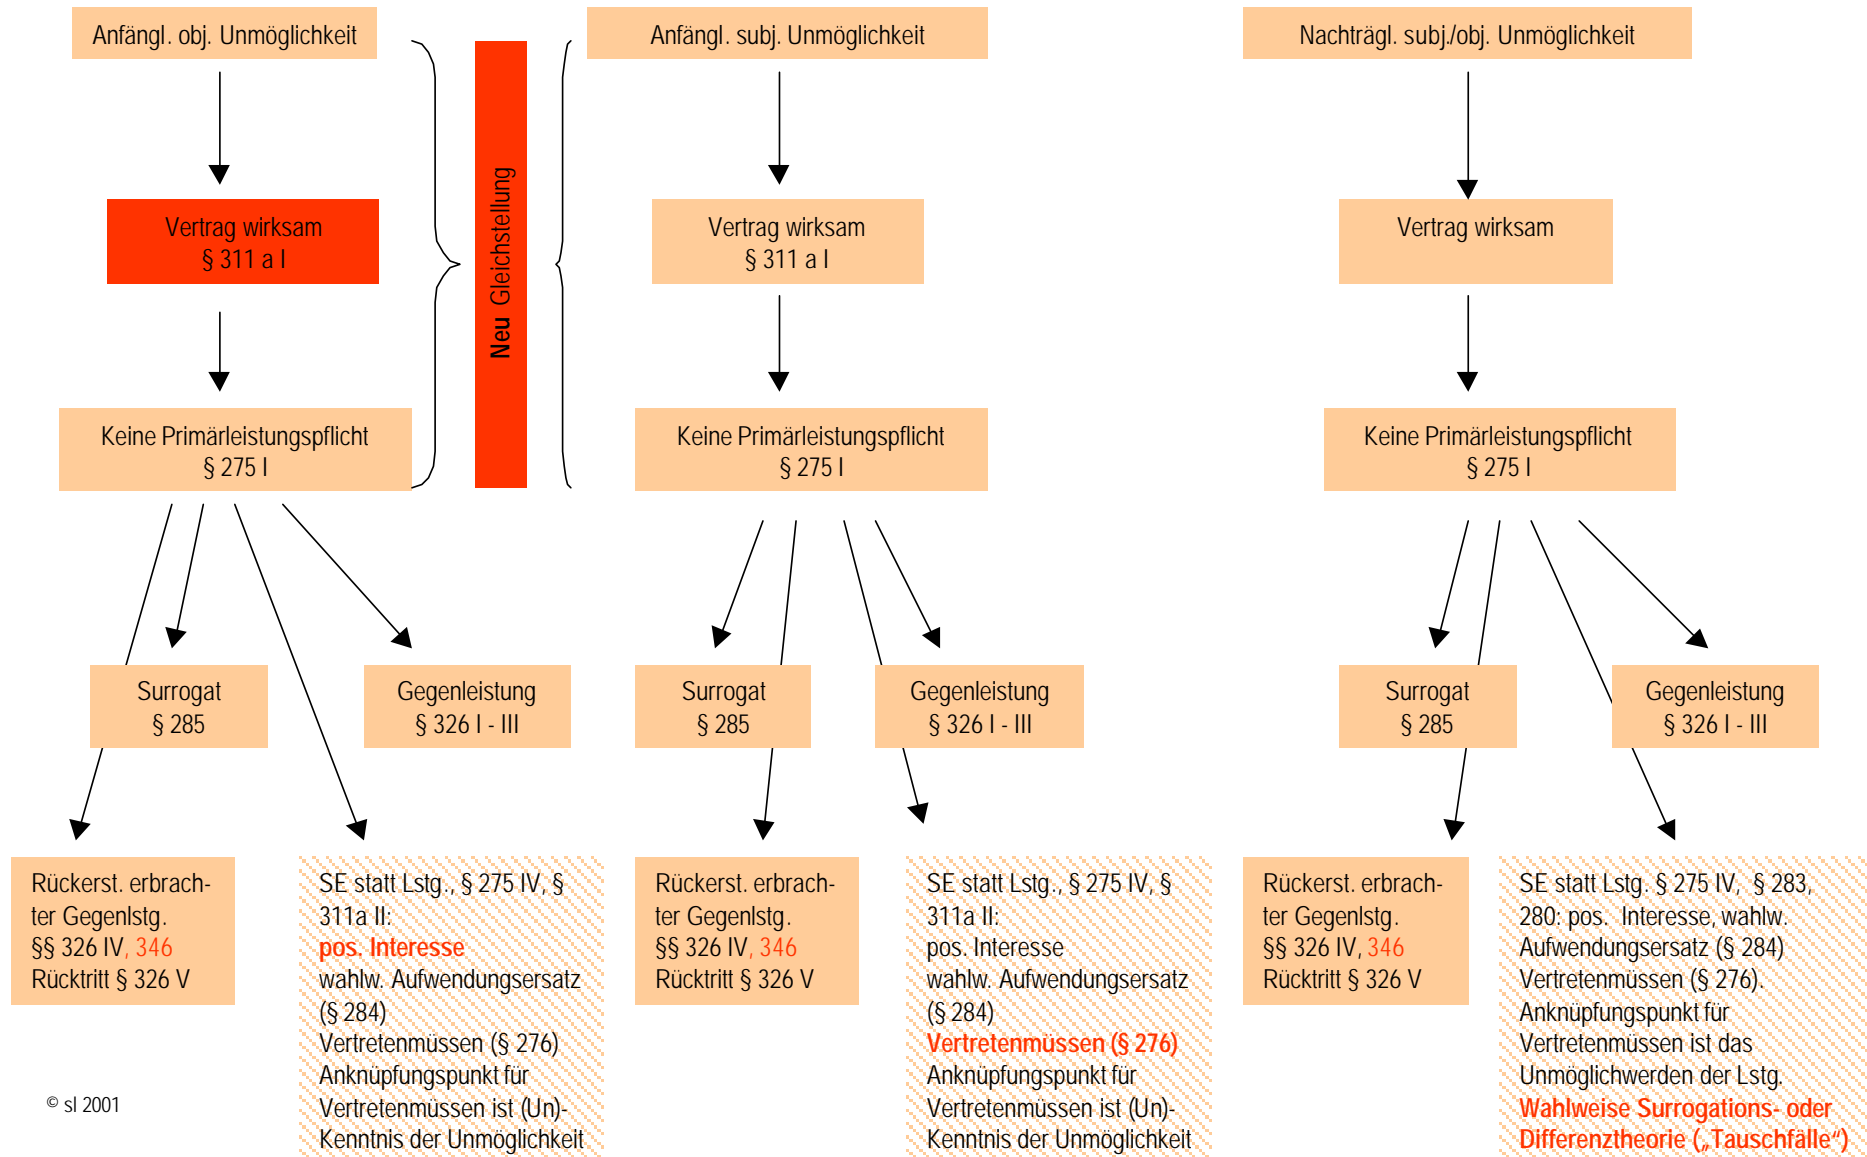 Anfängl. obj. Unmöglichkeit
Vertrag wirksam
§ 311 a I
Keine Primärleistungspflicht
§ 275 I
Surrogat
§ 285
Gegenleistung
§ 326 I - III
Rückerst. erbrach-
ter Gegenlstg.
§§ 326 IV, 346
Rücktritt § 326 V
SE statt Lstg., § 275 IV, §
311a II:
pos. Interesse
wahlw. Aufwendungsersatz
(§ 284)
Vertretenmüssen (§ 276)
Anknüpfungspunkt für
Vertretenmüssen ist (Un)-
Kenntnis der Unmöglichkeit
Neu Gleichstellung
Anfängl. subj. Unmöglichkeit
Vertrag wirksam
§ 311 a I
Keine Primärleistungspflicht
§ 275 I
Surrogat
§ 285
Gegenleistung
§ 326 I - III
Rückerst. erbrach-
ter Gegenlstg.
§§ 326 IV, 346
Rücktritt § 326 V
SE statt Lstg., § 275 IV, §
311a II:
pos. Interesse
wahlw. Aufwendungsersatz
(§ 284)
Vertretenmüssen (§ 276)
Anknüpfungspunkt für
Vertretenmüssen ist (Un)-
Kenntnis der Unmöglichkeit
Nachträgl. subj./obj. Unmöglichkeit
Vertrag wirksam
Keine Primärleistungspflicht
§ 275 I
Surrogat
§ 285
Gegenleistung
§ 326 I - III
Rückerst. erbrach-
ter Gegenlstg.
§§ 326 IV, 346
Rücktritt § 326 V
SE statt Lstg. § 275 IV, § 283,
280: pos. Interesse, wahlw.
Aufwendungsersatz (§ 284)
Vertretenmüssen (§ 276).
Anknüpfungspunkt für
Vertretenmüssen ist das
Unmöglichwerden der Lstg.
Wahlweise Surrogations- oder
Differenztheorie („Tauschfälle“)
© sl 2001